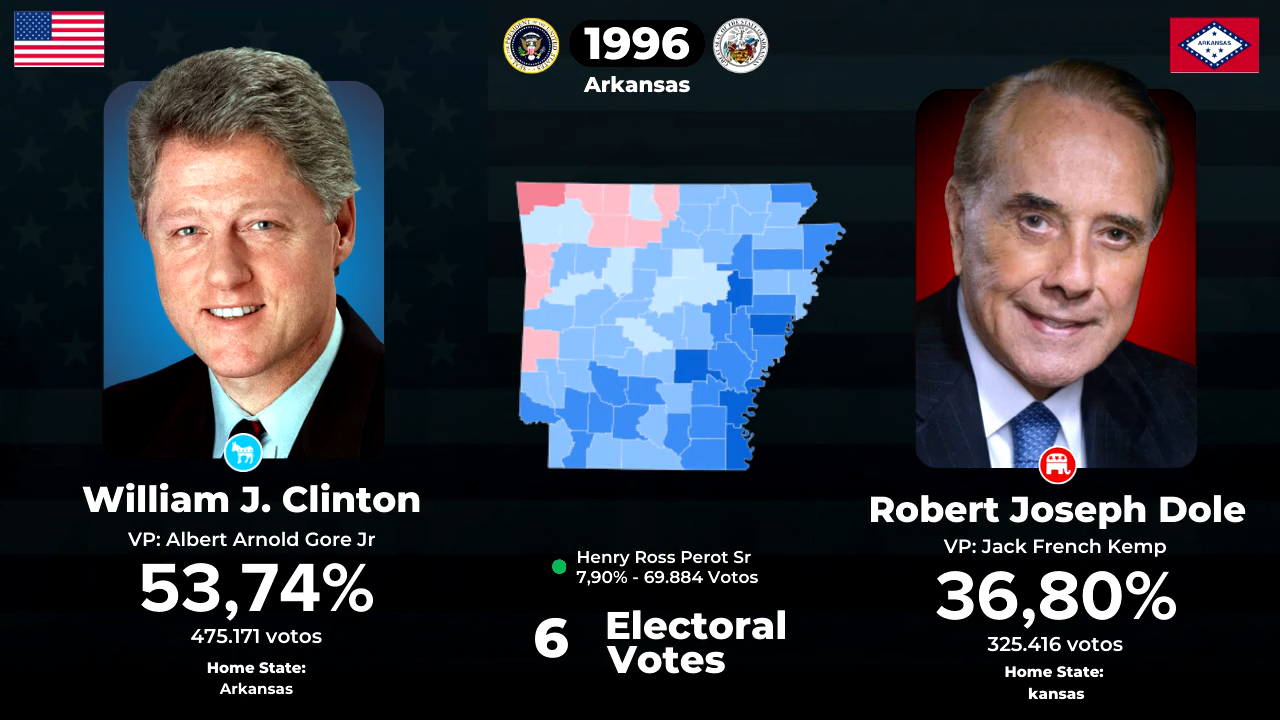 1996
Arkansas
ARKANSAS
William J. Clinton
VP: Albert Arnold Gore Jr
53,74%
475.171 votos
Home State:
Arkansas
Henry Ross Perot Sr
7,90% - 69.884 Votos
6 Electoral
Votes
Robert Joseph Dole
VP: Jack French Kemp
36,80%
325.416 votos
Home State:
kansas